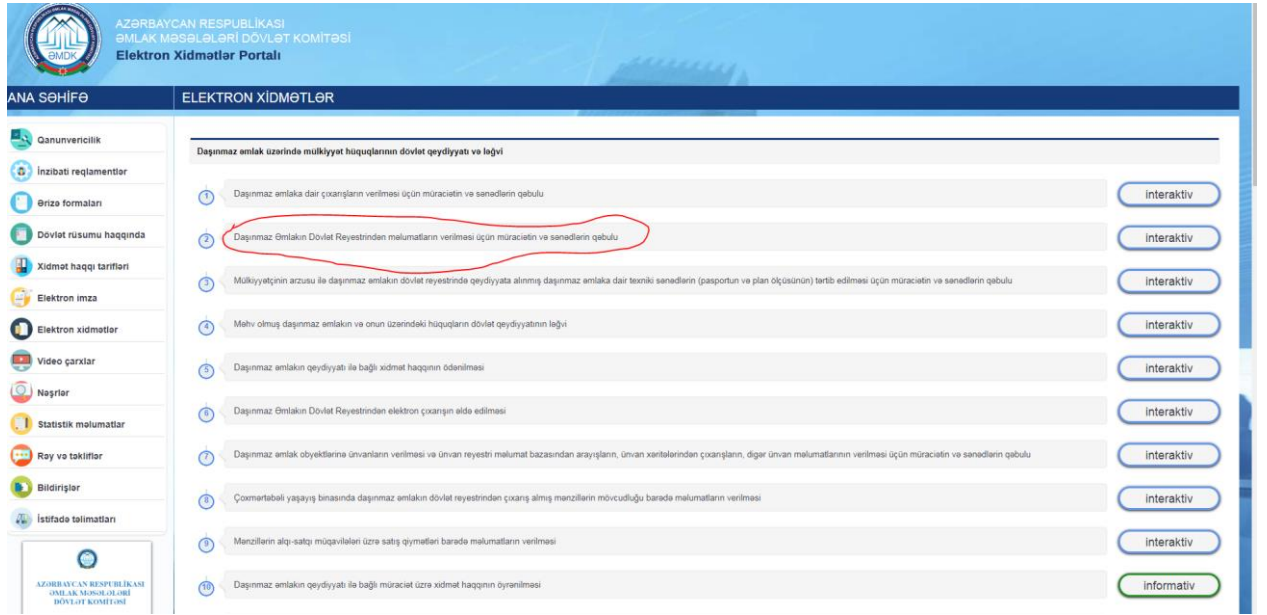 AZƏRBAYCAN RESPUBLİKASI
ƏMLAK MƏSƏLƏLƏRİ DÖVLƏT KOMİTƏSİ
Elektron Xidmətlər Portalı
ƏMDK
ANA SƏHİFƏ
ELEKTRON XİDMƏTLƏR
Qanunvericilik
İnzibati reqlamentlər
Ərizə formaları
Dövlət rüsumu haqqında
Xidmət haqqı tarifləri
Elektron imza
Elektron xidmətlər
Video çarxlar
Nəşrlər
Statistik məlumatlar
Rəy və təkliflər
Bildirişlər
İstifadə təlimatları
AZƏRBAYCAN RESPUBLİKASI
ƏMLAK MƏSƏLƏLƏRİ
DÖVLƏT KOMİTƏSİ
Daşınmaz əmlak üzərində mülkiyyət hüquqlarının dövlət qeydiyyatı və ləğvi
1 Daşınmaz əmlaka dair çıxarışların verilməsi üçün müraciətin və sənədlərin qəbulu interaktiv
2 Daşınmaz Əmlakın Dövlət Reyestrindən məlumatların verilməsi üçün müraciətin və sənədlərin qəbulu interaktiv
3 Mülkiyyətçinin arzusu ilə daşınmaz əmlakın dövlət reyestrində qeydiyyata alınmış daşınmaz əmlaka dair texniki sənədlərin (pasportun və plan ölçüsünün) tərtib edilməsi üçün müraciətin və sənədlərin qəbulu interaktiv
4 Məhv olmuş daşınmaz əmlakın və onun üzərindəki hüquqların dövlət qeydiyyatının ləğvi interaktiv
5 Daşınmaz əmlakın qeydiyyatı ilə bağlı xidmət haqqının ödənilməsi interaktiv
6 Daşınmaz Əmlakın Dövlət Reyestrindən elektron çıxarışın əldə edilməsi interaktiv
7 Daşınmaz əmlak obyektlərinə ünvanların verilməsi və ünvan reyestri məlumat bazasından arayışların, ünvan xəritələrindən çıxarışların, digər ünvan məlumatlarının verilməsi üçün müraciətin və sənədlərin qəbulu interaktiv
8 Çoxmərtəbəli yaşayış binasında daşınmaz əmlakın dövlət reyestrindən çıxarış almış mənzillərin mövcudluğu barədə məlumatların verilməsi interaktiv
9 Mənzillərin alqı-satqı müqavilələri üzrə satış qiymətləri barədə məlumatların verilməsi interaktiv
10 Daşınmaz əmlakın qeydiyyatı ilə bağlı müraciət üzrə xidmət haqqının öyrənilməsi informativ